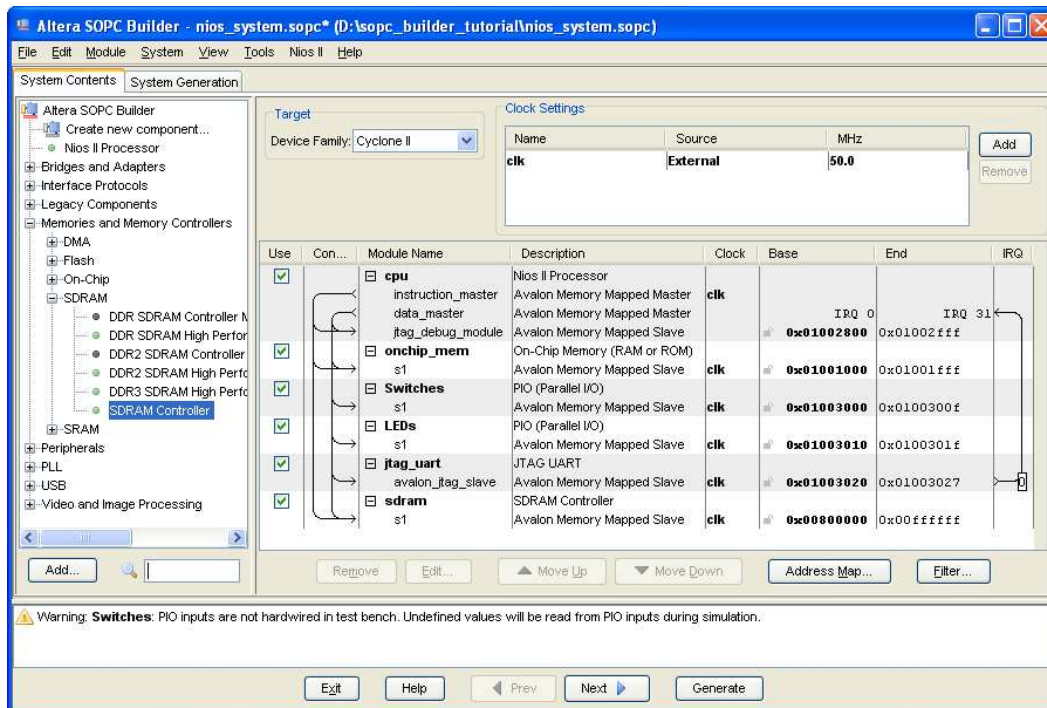 Altera SOPC Builder - nios_system.sopc* (D:\sopc_builder_tutorial\nios_system.sopc)
File Edit Module System View Tools Nios II Help
System Contents System Generation
Altera SOPC Builder
Create new component...
Nios II Processor
Bridges and Adapters
Interface Protocols
Legacy Components
Memories and Memory Controllers
DMA
Flash
On-Chip
SDRAM
DDR SDRAM Controller M
DDR SDRAM High Perfor
DDR2 SDRAM Controller
DDR2 SDRAM High Perfo
DDR3 SDRAM High Perfo
SDRAM Controller
SRAM
Peripherals
PLL
USB
Video and Image Processing
Add...
Target
Device Family: Cyclone II
Clock Settings
Name Source MHz
clk External 50.0
Add
Remove
Use Con... Module Name Description Clock Base End IRQ
cpu Nios II Processor
instruction_master Avalon Memory Mapped Master clk
data_master Avalon Memory Mapped Master IRQ 0 IRQ 31
jtag_debug_module Avalon Memory Mapped Slave 0x01002800 0x01002fff
onchip_mem On-Chip Memory (RAM or ROM)
s1 Avalon Memory Mapped Slave clk 0x01001000 0x01001fff
Switches PIO (Parallel I/O)
s1 Avalon Memory Mapped Slave clk 0x01003000 0x0100300f
LEDs PIO (Parallel I/O)
s1 Avalon Memory Mapped Slave clk 0x01003010 0x0100301f
jtag_uart JTAG UART
avalon_jtag_slave Avalon Memory Mapped Slave clk 0x01003020 0x01003027 0
sdram SDRAM Controller
s1 Avalon Memory Mapped Slave clk 0x00800000 0x00ffffff
Remove Edit... Move Up Move Down Address Map... Filter...
Warning: Switches: PIO inputs are not hardwired in test bench. Undefined values will be read from PIO inputs during simulation.
Exit Help Prev Next Generate